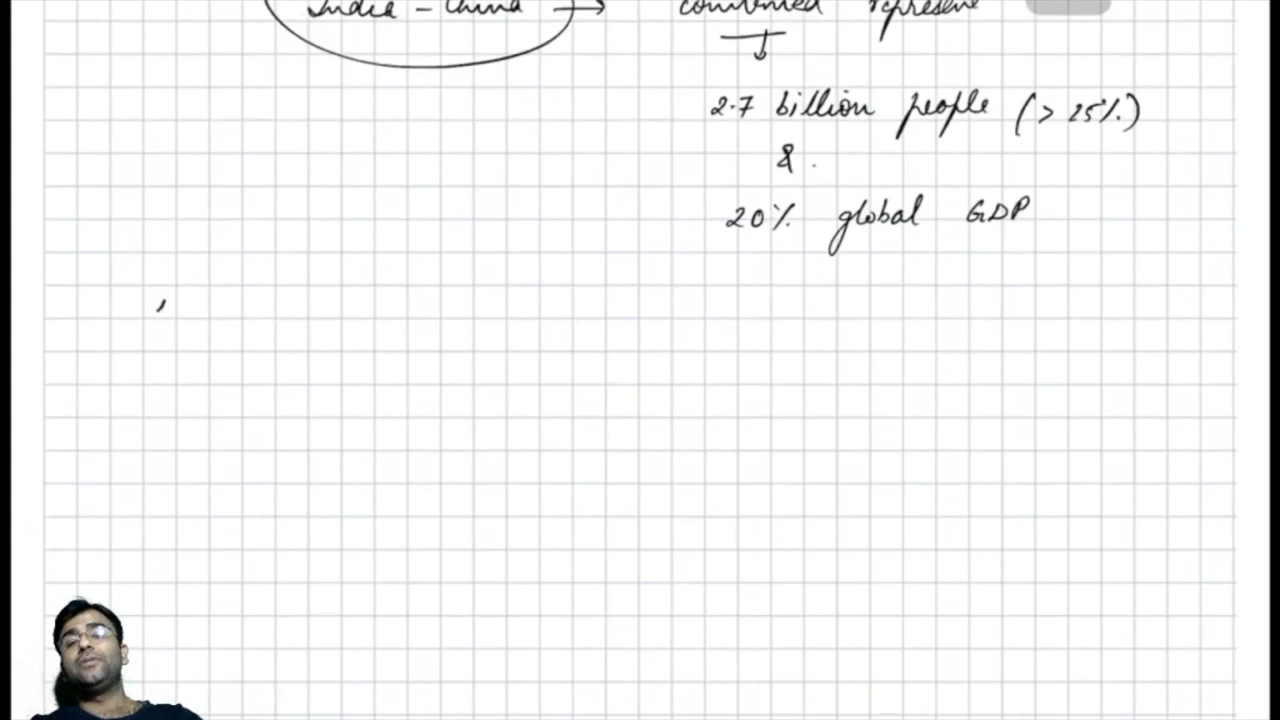 India - China → combined represent
↓
2.7 billion people (> 25%.)
& .
20% global GDP